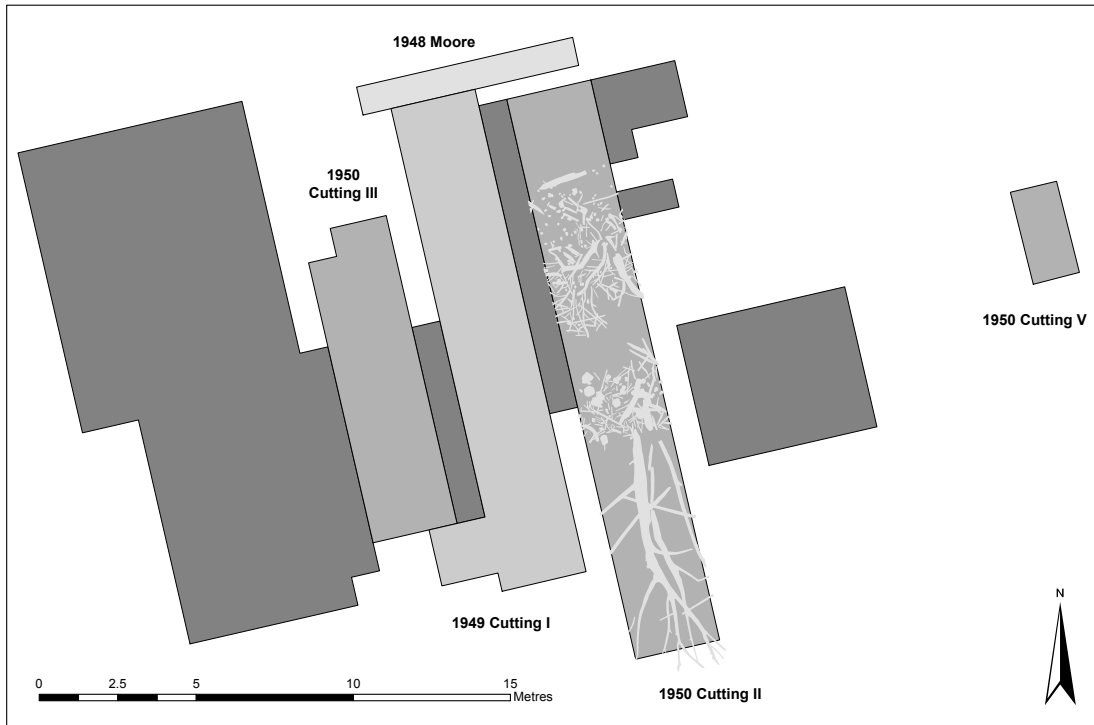 1948 Moore
1950
Cutting III
1950 Cutting V
1949 Cutting I
1950 Cutting II
N
0 2.5 5 10 15
Metres